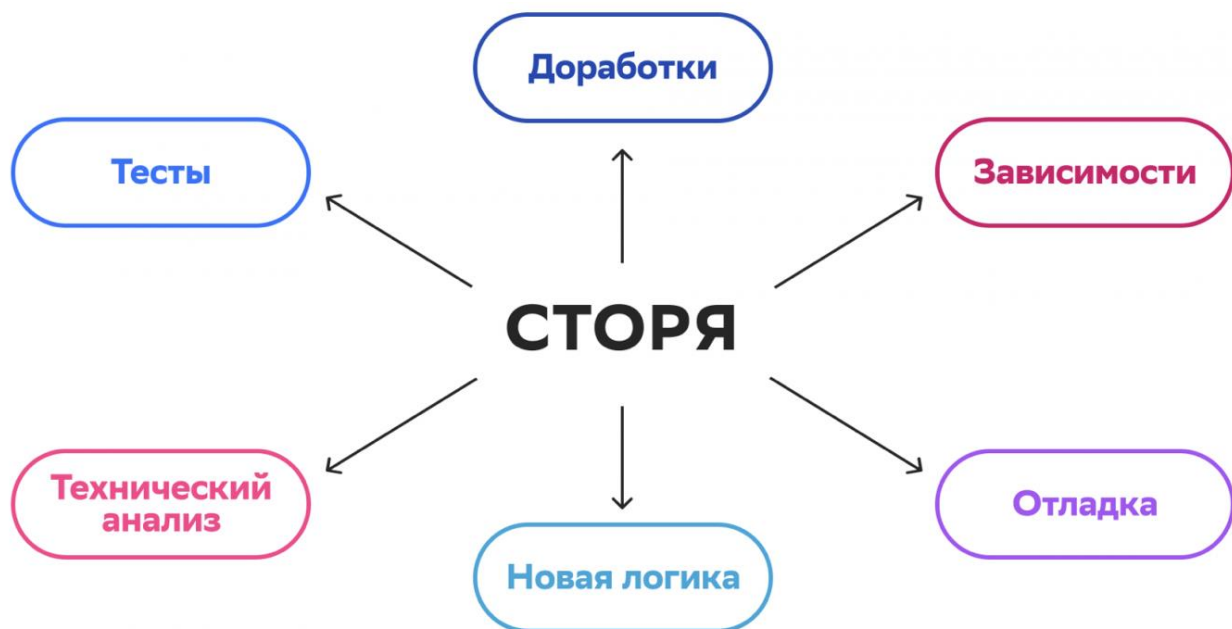 Доработки
Тесты
Зависимости
СТОРЯ
Технический
анализ
Отладка
Новая логика